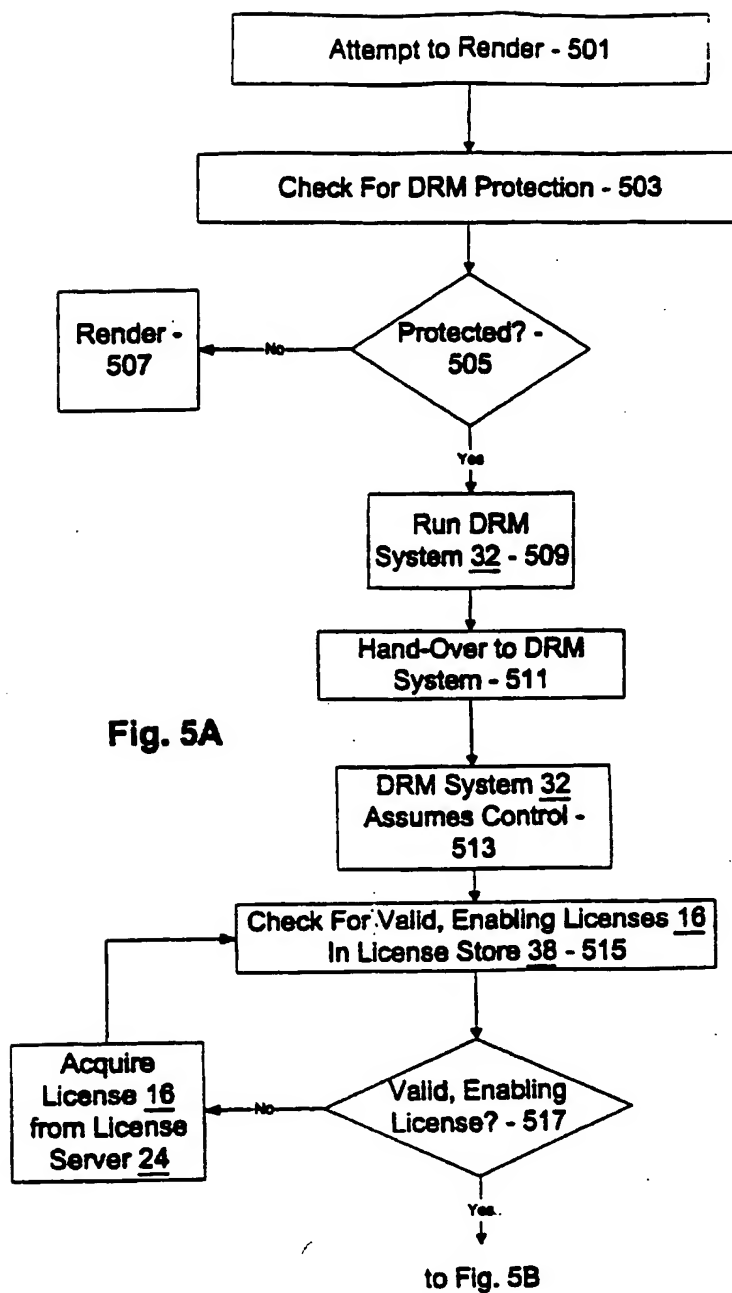 Attempt to Render - 501
Check For DRM Protection - 503
Render -
507
No
Protected? -
505
Yes
Run DRM
System 32 - 509
Hand-Over to DRM
System - 511
Fig. 5A
DRM System 32
Assumes Control -
513
Check For Valid, Enabling Licenses 16
In License Store 38 - 515
Acquire
License 16
from License
Server 24
No
Valid, Enabling
License? - 517
Yes
to Fig. 5B